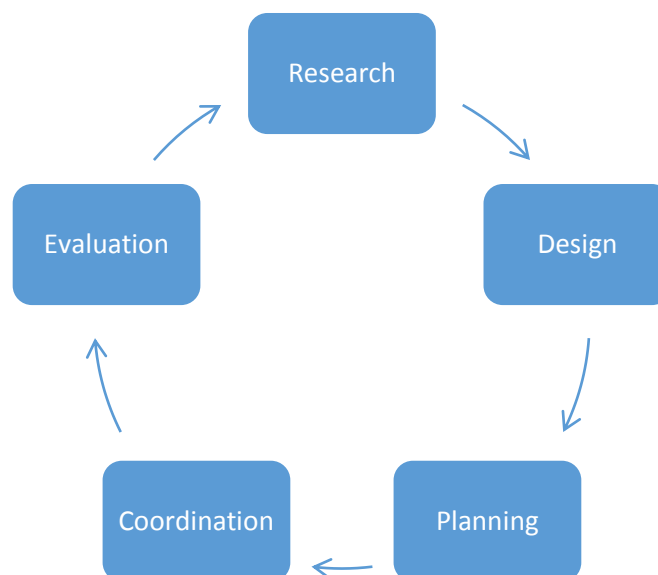 Research
Design
Planning
Coordination
Evaluation